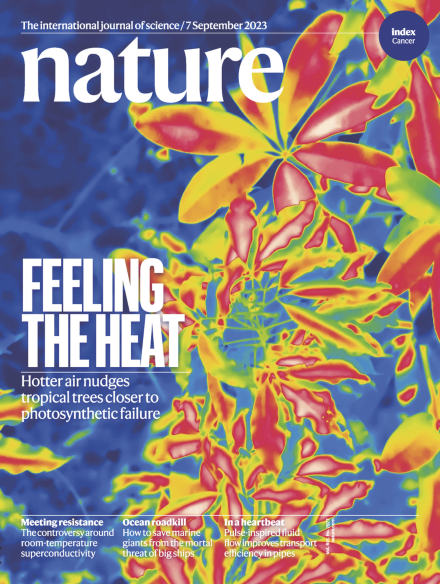 The international journal of science / 7 September 2023
nature
index
Cancer
FEELING
THE HEAT
Hotter air nudges
tropical trees closer to
photosynthetic failure
Meeting resistance
The controversy around
room-temperature
superconductivity
Ocean roadkill
How to save marine
giants from the mortal
threat of big ships
In a heartbeat
Pulse-inspired fluid
flow improves transport
efficiency in pipes